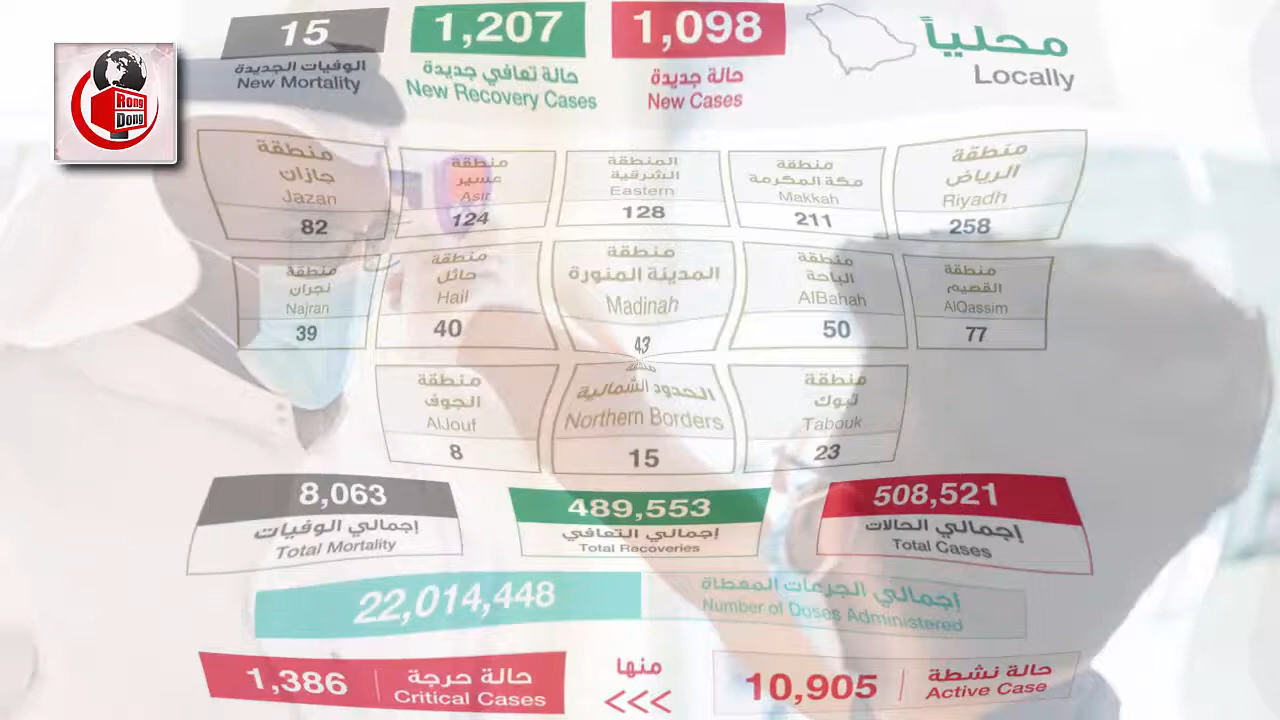 Rong
Dong
محلياً
Locally
1,098
حالة جديدة
New Cases
1,207
حالة تعافي جديدة
New Recovery Cases
15
الوفيات الجديدة
New Mortality
منطقة
الرياض
Riyadh
258
منطقة
مكة المكرمة
Makkah
211
المنطقة
الشرقية
Eastern
128
منطقة
عسير
Asir
124
منطقة
جازان
Jazan
82
منطقة
القصيم
AlQassim
77
منطقة
الباحة
AlBahah
50
منطقة
المدينة المنورة
Madinah
43
منطقة
حائل
Hail
40
منطقة
نجران
Najran
39
منطقة
تبوك
Tabouk
23
منطقة
الحدود الشمالية
Northern Borders
15
منطقة
الجوف
AlJouf
8
508,521
إجمالي الحالات
Total Cases
489,553
إجمالي التعافي
Total Recoveries
8,063
إجمالي الوفيات
Total Mortality
إجمالي الجرعات المعطاة
Number of Doses Administered
22,014,448
حالة نشطة
Active Case
10,905
منها
<<<
حالة حرجة
Critical Cases
1,386